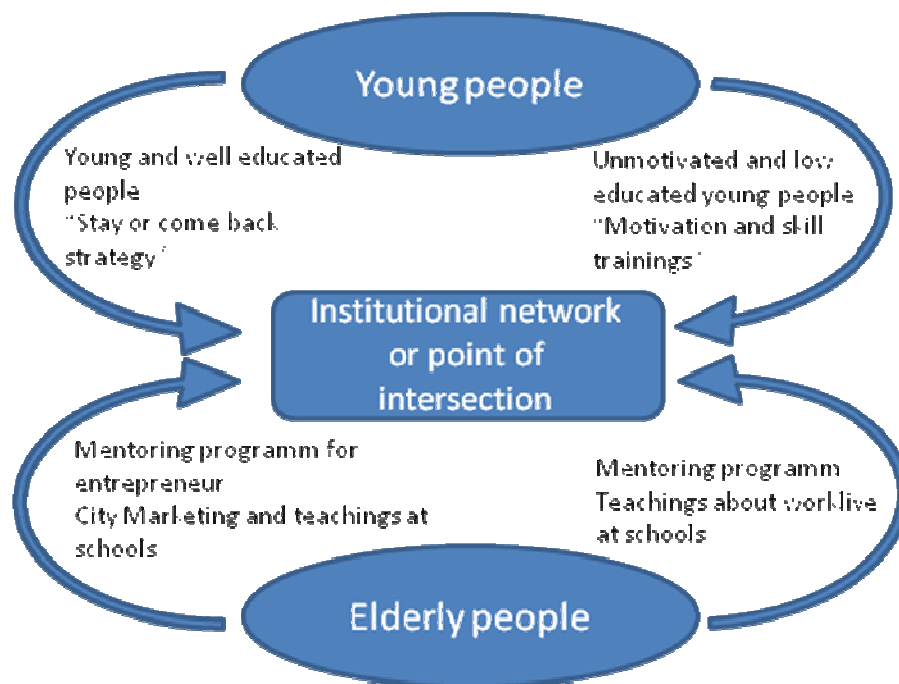 Young people
Young and well educated
people
"Stay or come back
strategy"
Unmotivated and low
educated young people
"Motivation and skill
trainings"
Institutional network
or point of
intersection
Mentoring programm for
entrepreneur
City Marketing and teachings at
schools
Mentoring programm
Teachings about worklive
at schools
Elderly people